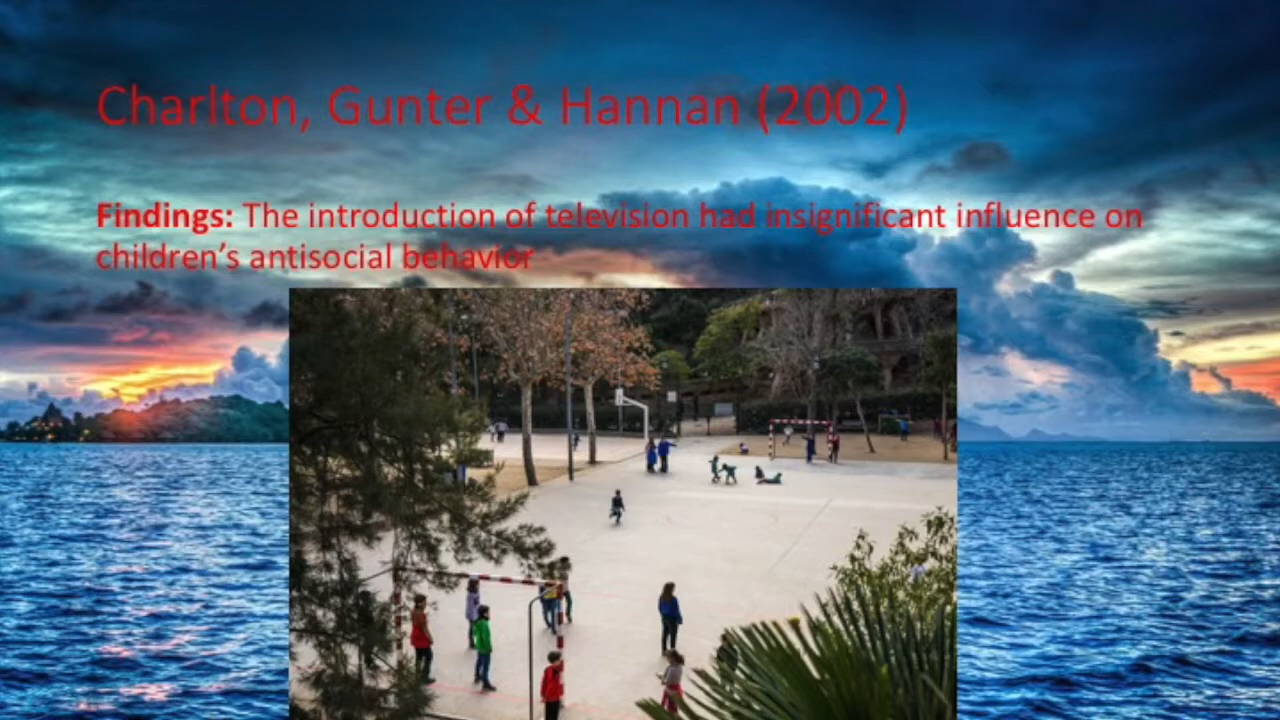 Charlton, Gunter & Hannan (2002)
Findings: The introduction of television had insignificant influence on
children’s antisocial behavior